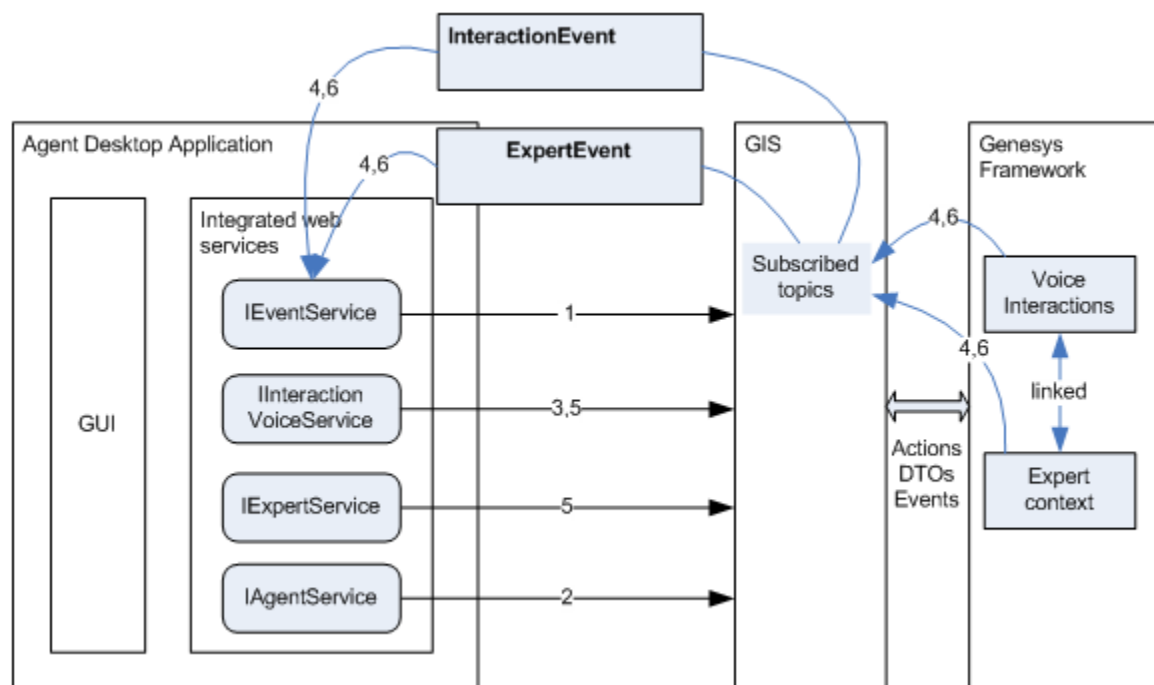 InteractionEvent
4,6
Agent Desktop Application
ExpertEvent
4,6
GIS
Genesys
Framework
Integrated web
services
4,6
Subscribed
topics
Voice
Interactions
IEventService
1
4,6
IInteraction
VoiceService
3,5
linked
GUI
Actions
DTOs
Events
Expert
context
IExpertService
5
IAgentService
2